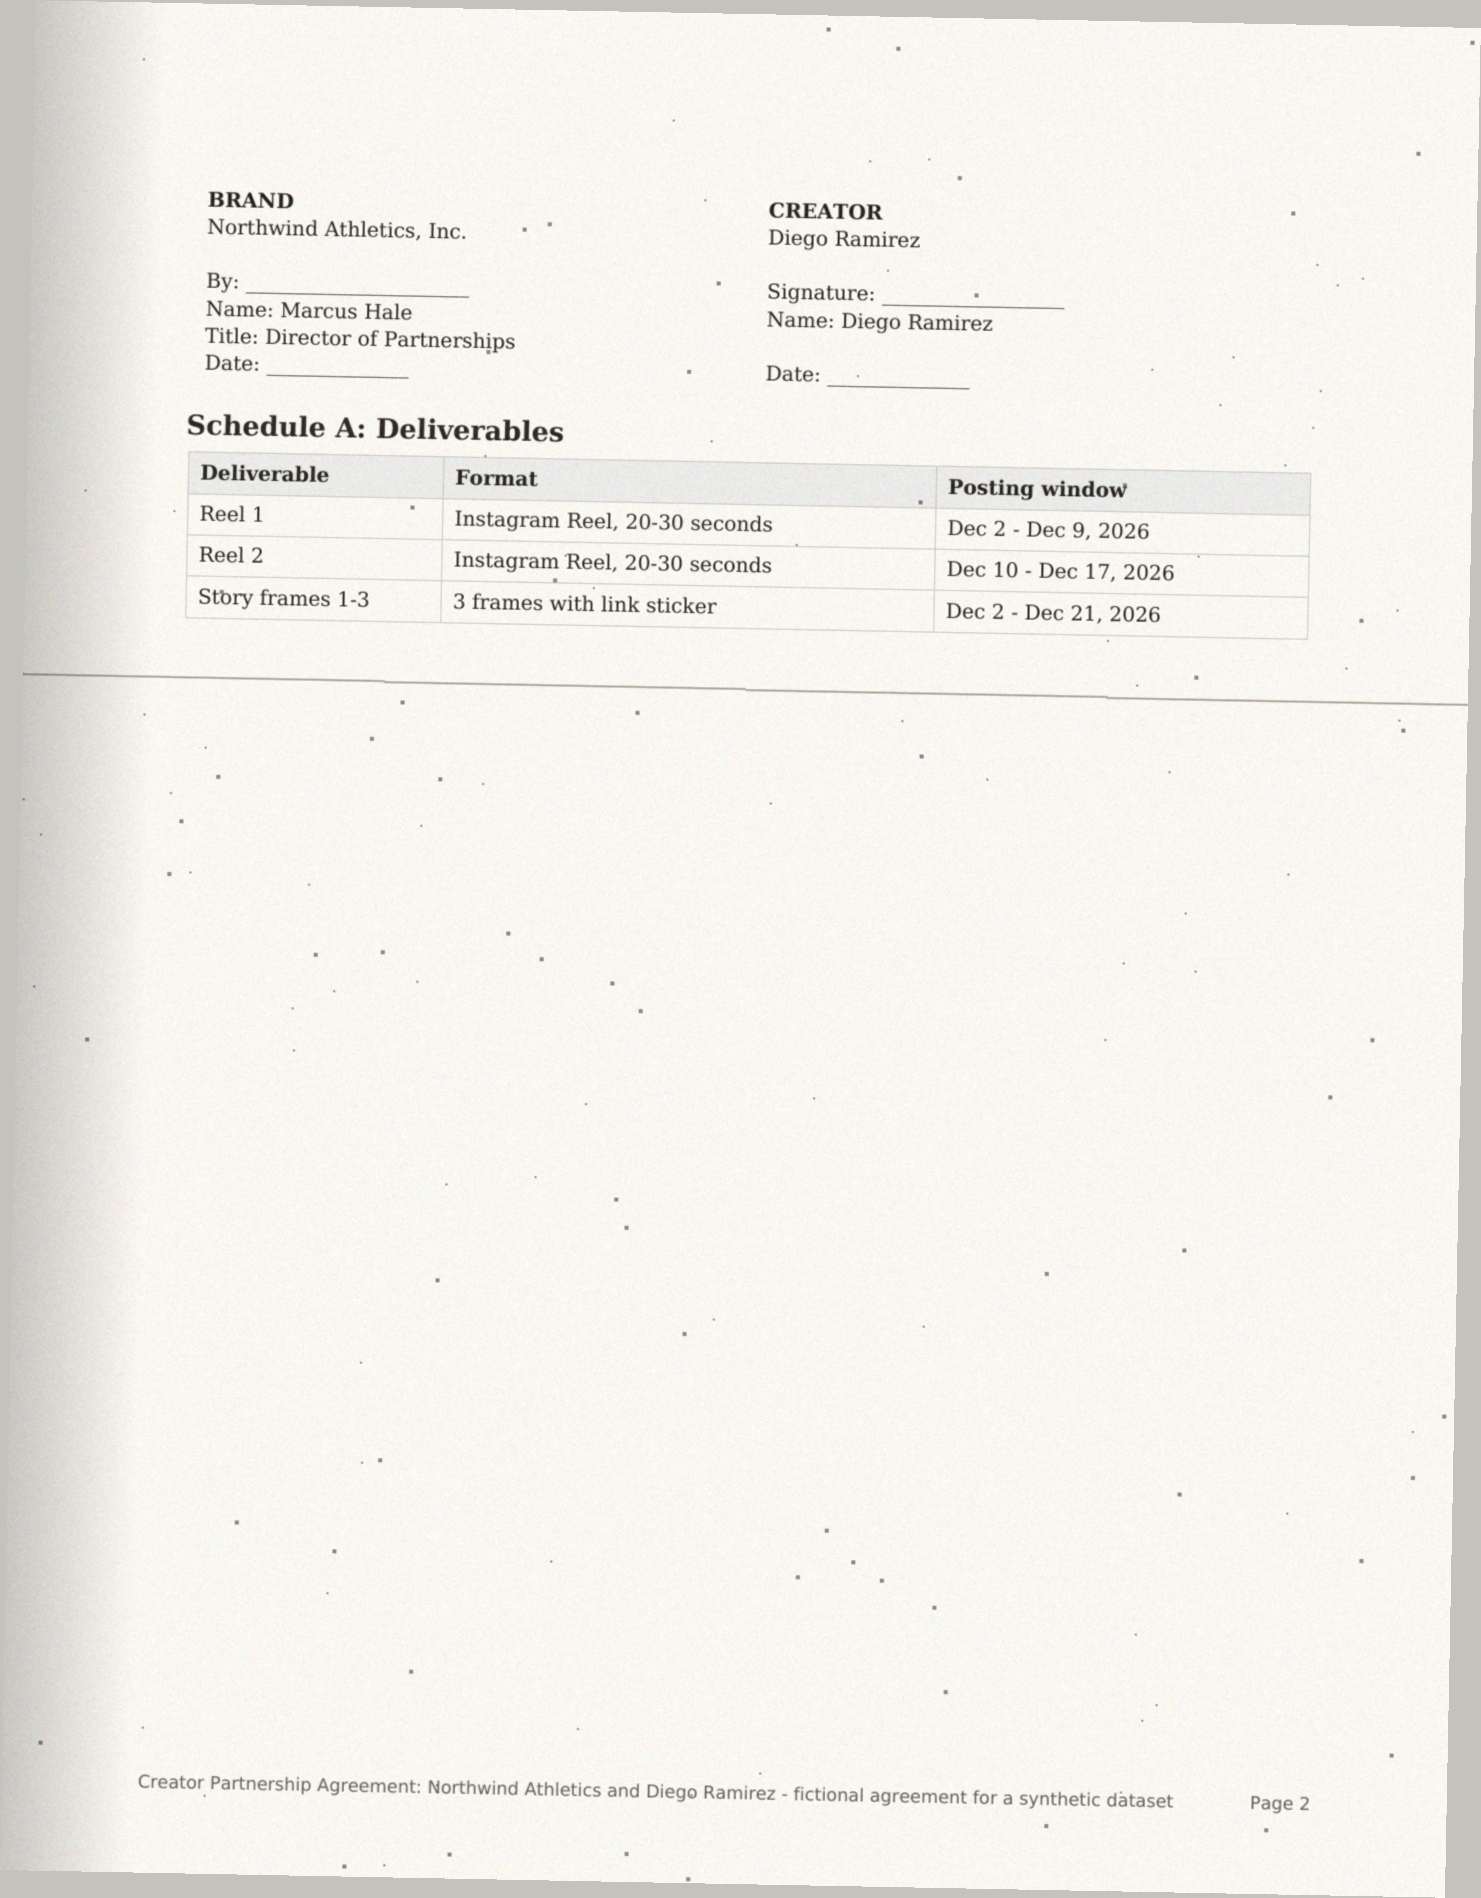 BRAND
Northwind Athletics, Inc.
By: ______________________
Name: Marcus Hale
Title: Director of Partnerships
Date: ______________
CREATOR
Diego Ramirez
Signature: __________________
Name: Diego Ramirez
Date: ______________
Schedule A: Deliverables
Deliverable Format Posting window
Reel 1 Instagram Reel, 20-30 seconds Dec 2 - Dec 9, 2026
Reel 2 Instagram Reel, 20-30 seconds Dec 10 - Dec 17, 2026
Story frames 1-3 3 frames with link sticker Dec 2 - Dec 21, 2026
Creator Partnership Agreement: Northwind Athletics and Diego Ramirez - fictional agreement for a synthetic dataset Page 2